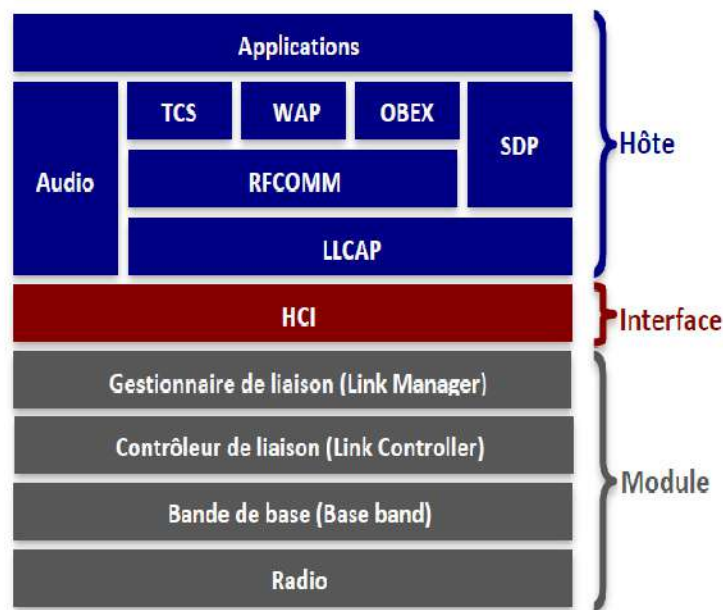 Applications
TCS
WAP
OBEX
SDP
Audio
RFCOMM
LLCAP
Hôte
HCI
Interface
Gestionnaire de liaison (Link Manager)
Contrôleur de liaison (Link Controller)
Bande de base (Base band)
Radio
Module